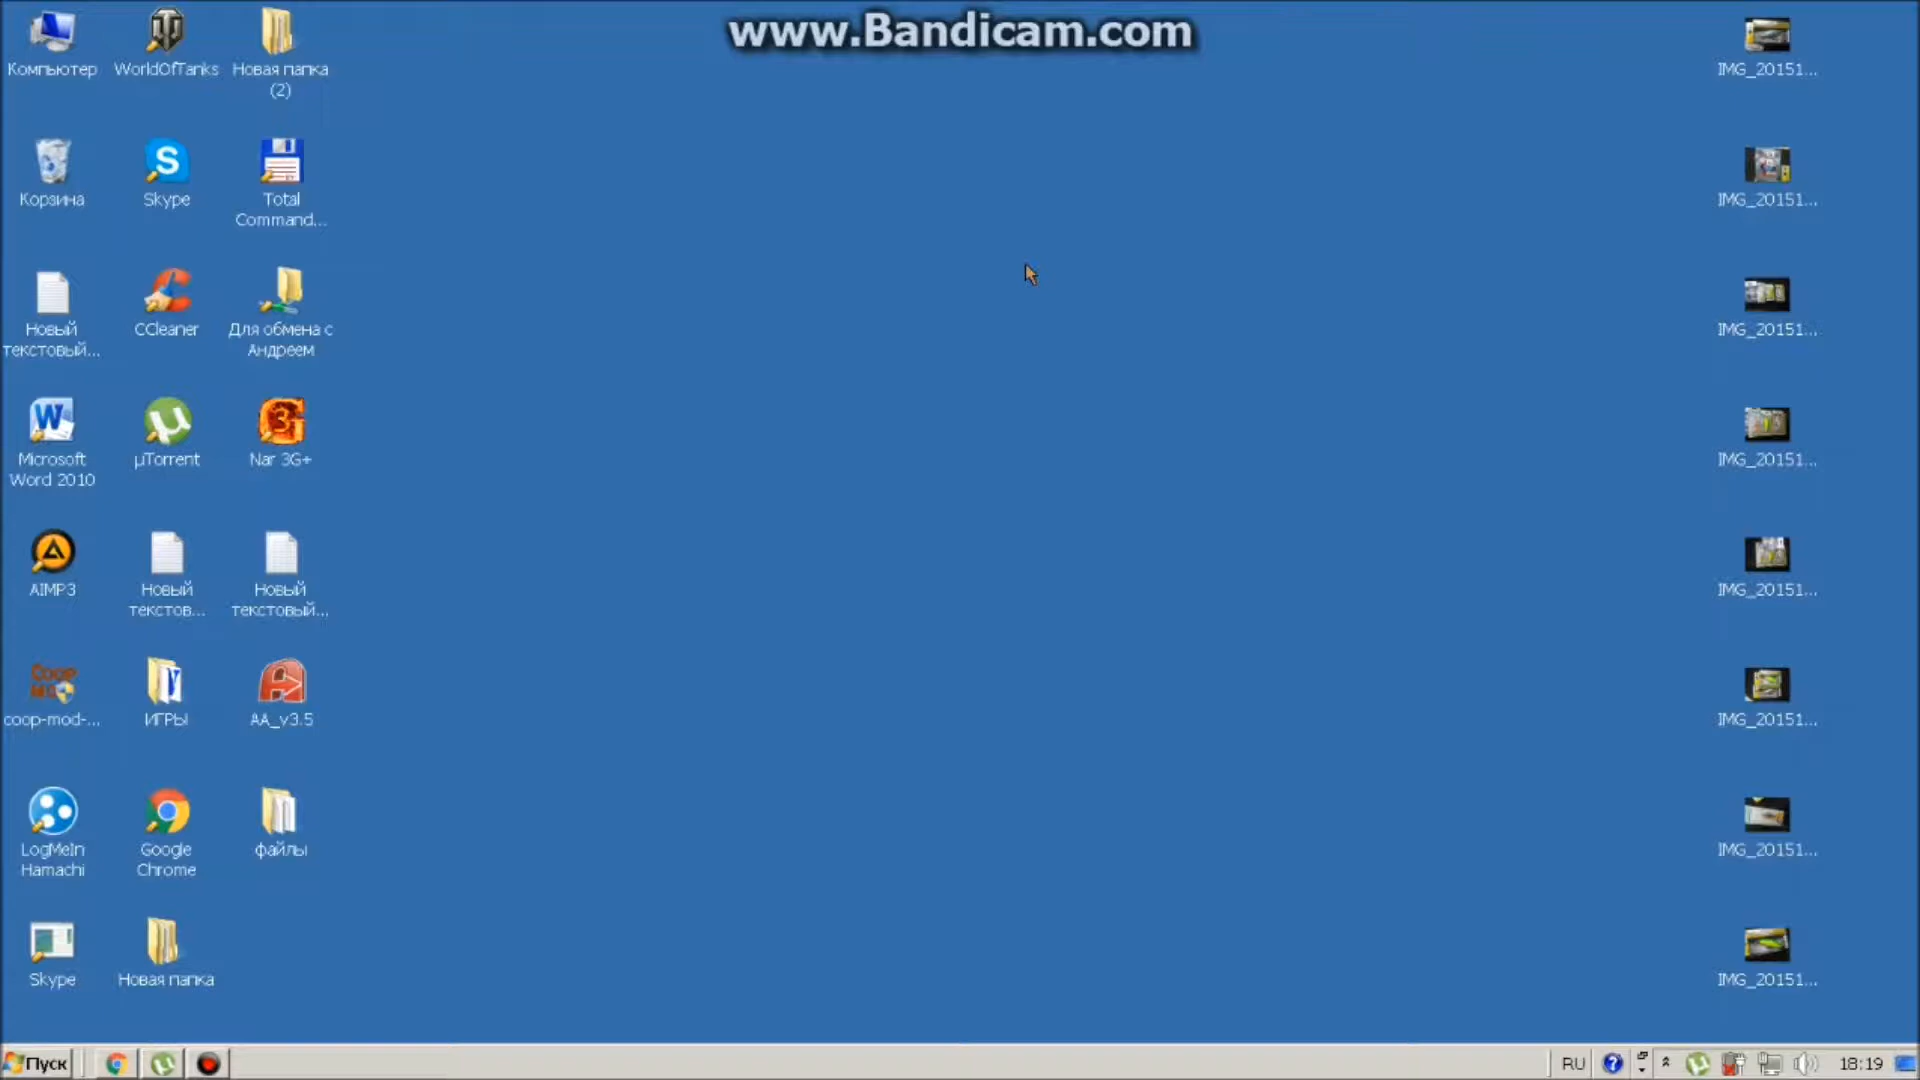 www.Bandicam.com
Компьютер
WorldOfTanks
Новая папка
(2)
IMG_20151...
Корзина
Skype
Total
Command...
IMG_20151...
Новый
текстовый...
CCleaner
Для обмена с
Андреем
IMG_20151...
Microsoft
Word 2010
µTorrent
Nar 3G+
IMG_20151...
AIMP3
Новый
текстов...
Новый
текстовый...
IMG_20151...
coop-mod-...
ИГРЫ
AA_v3.5
IMG_20151...
LogMeIn
Hamachi
Google
Chrome
файлы
IMG_20151...
Skype
Новая папка
IMG_20151...
Пуск
RU
18:19